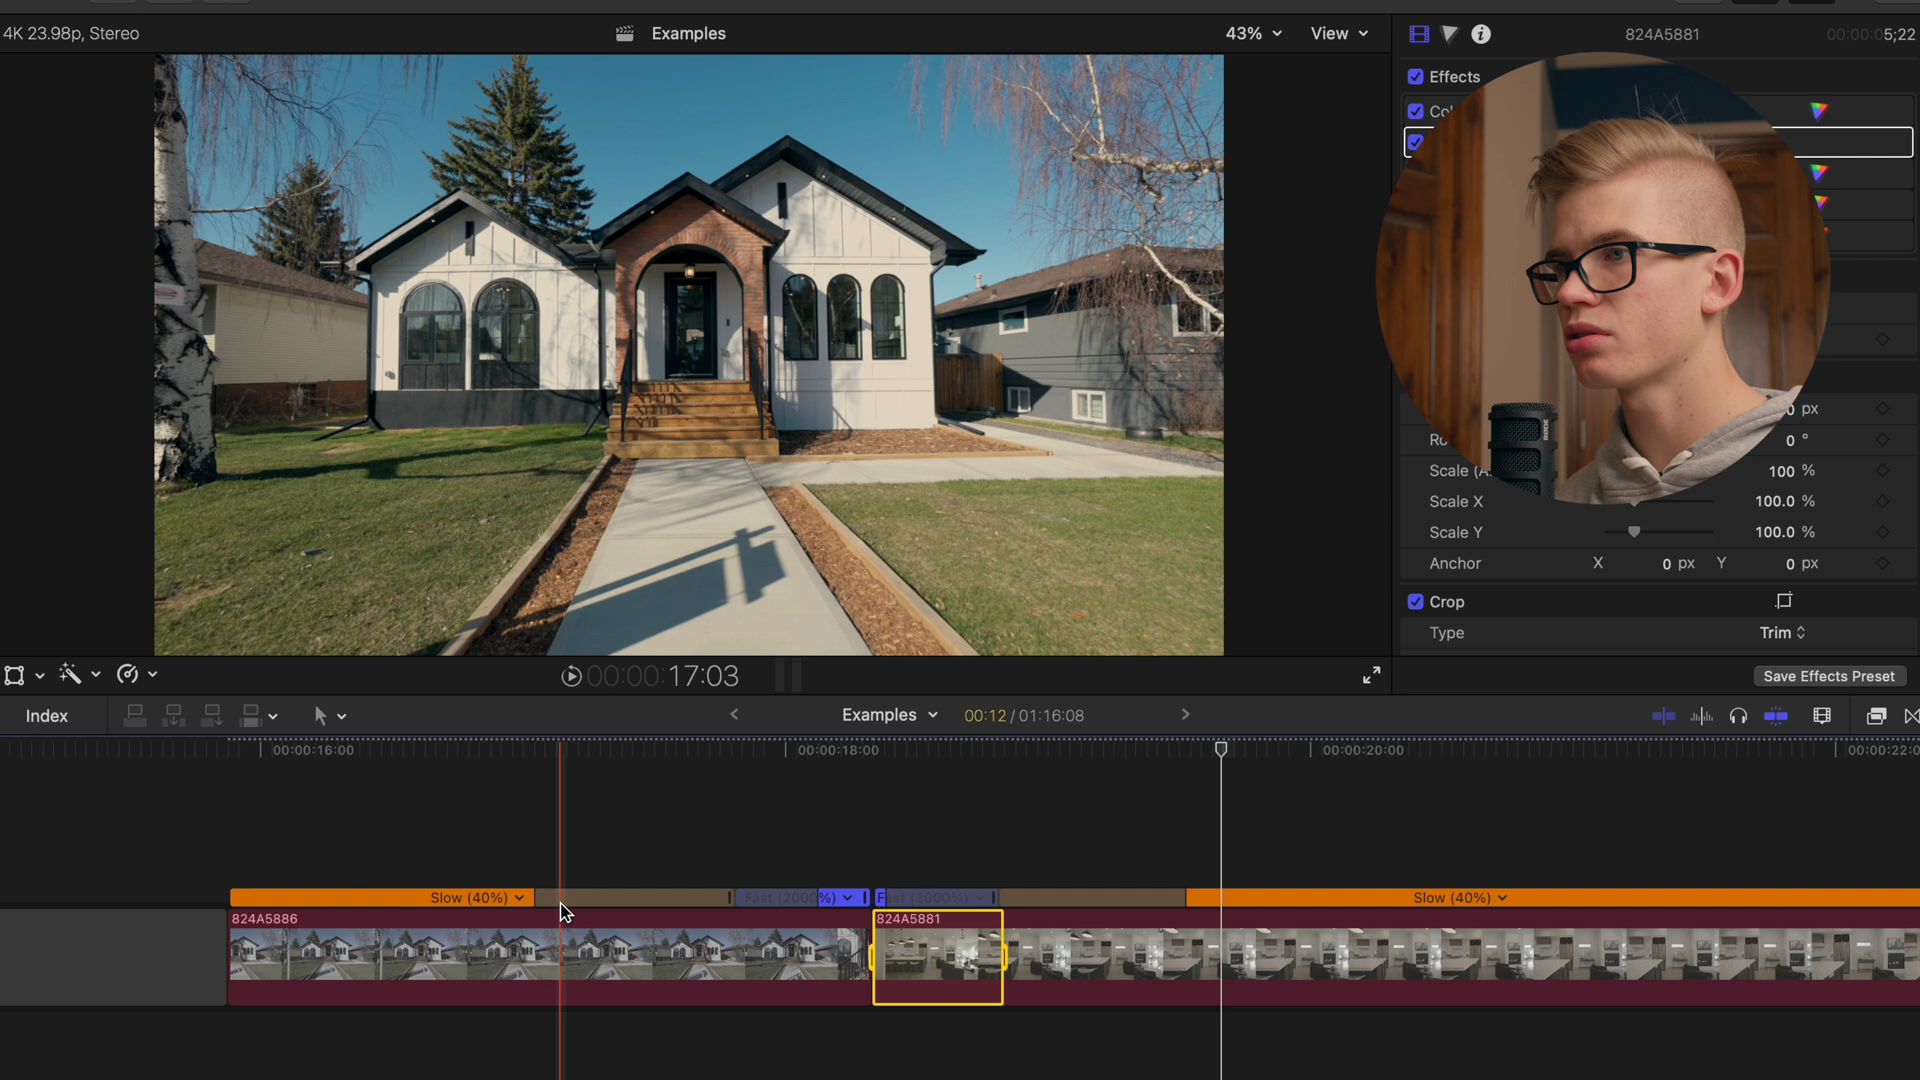 4K 23.98p, Stereo
Examples
43%
View
824A5881
00:00:05;22
Effects
px
0 °
100 %
Scale X
100.0 %
Scale Y
100.0 %
Anchor
X
0 px
Y
0 px
Crop
Type
Trim
00:00:00:17:03
Save Effects Preset
Index
Examples
00:12 / 01:16:08
00:00:16:00
00:00:18:00
00:00:20:00
00:00:22:0
Slow (40%)
Fast (2000%)
Fast (2000%)
Slow (40%)
824A5886
824A5881
RØDE